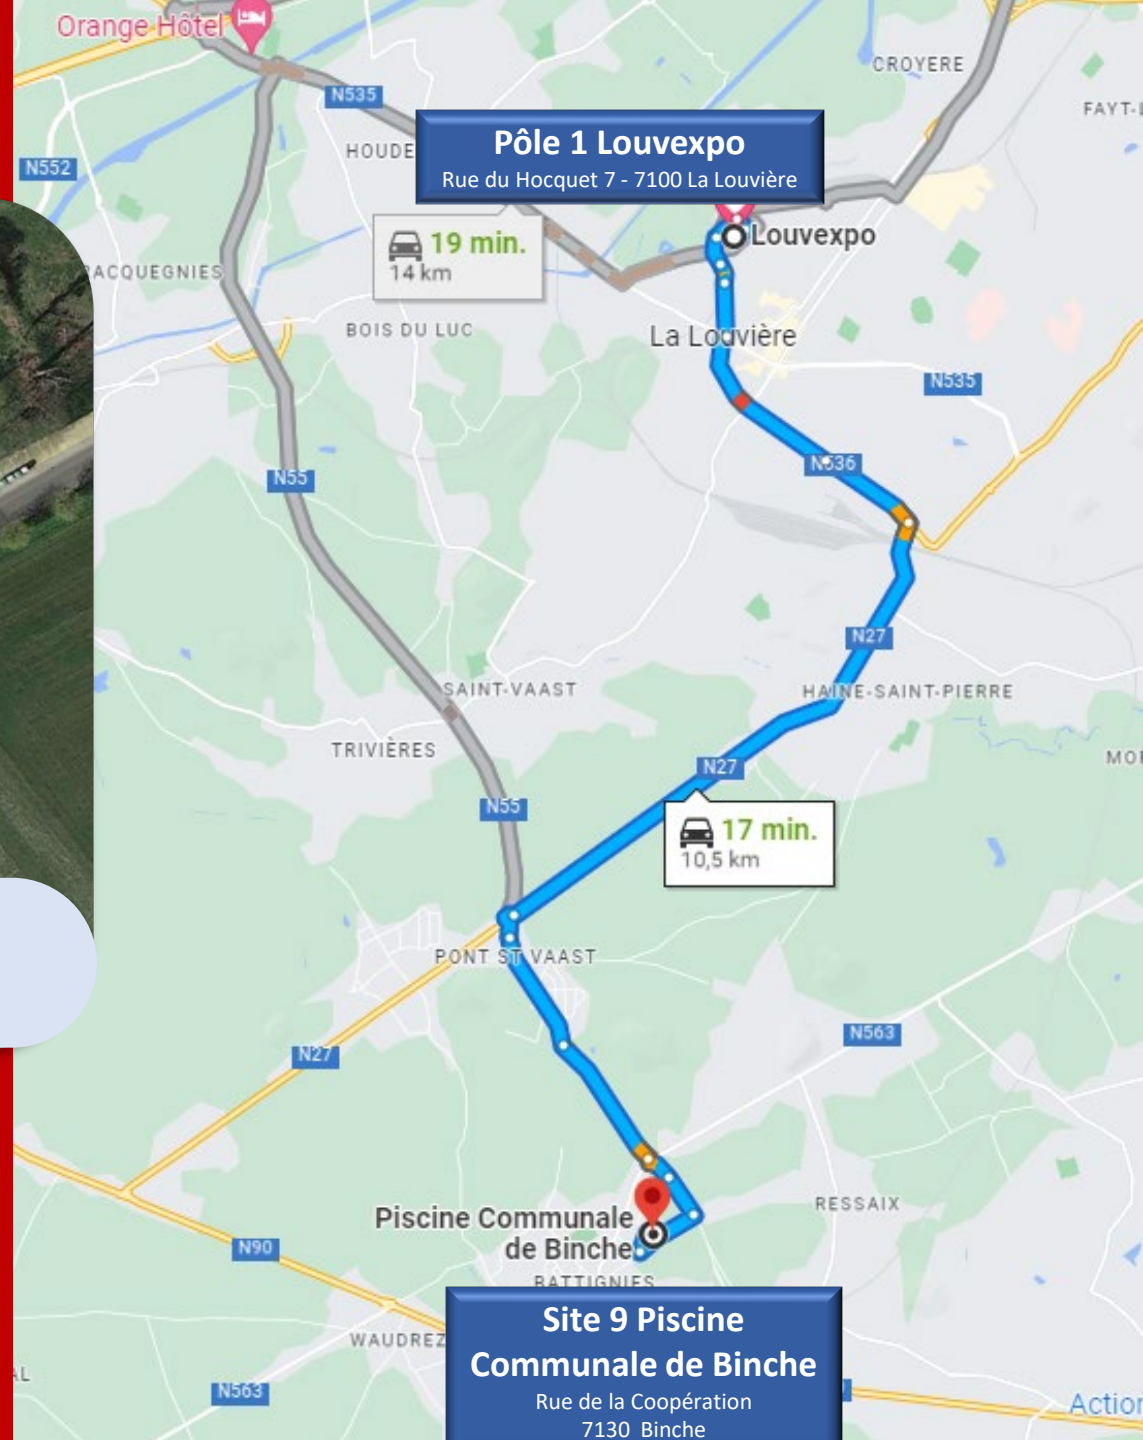 Orange Hôtel
CROYERE
N535
FAYT-L
Pôle 1 Louvexpo
Rue du Hocquet 7 - 7100 La Louvière
HOUDE
N552
19 min.
14 km
Louvexpo
ACQUEGNIES
BOIS DU LUC
La Louvière
N535
N536
N55
N27
SAINT-VAAST
HAINE-SAINT-PIERRE
TRIVIÈRES
MOR
N27
N55
17 min.
10,5 km
PONT ST VAAST
N563
N27
RESSAIX
Piscine Communale
de Binche
N90
BATTIGNIES
Site 9 Piscine
Communale de Binche
Rue de la Coopération
7130 Binche
WAUDREZ
AL
N563
Action